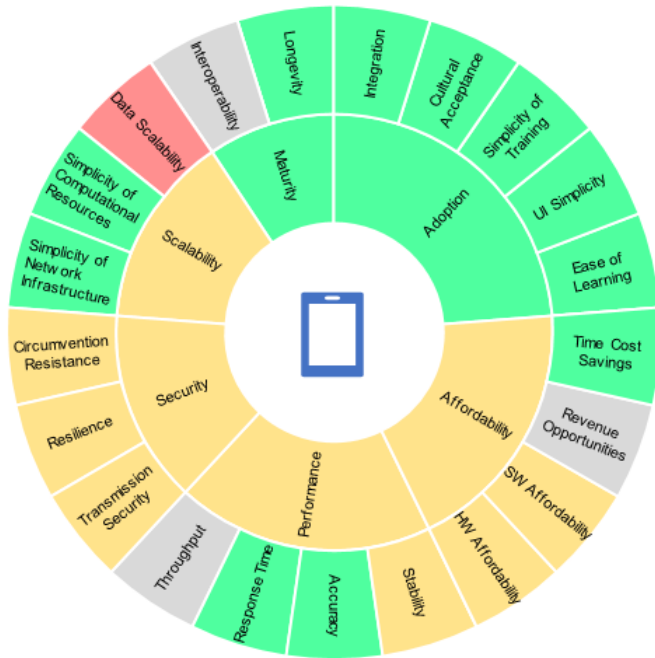 Longevity
Integration
Cultural
Acceptance
Simplicity of
Training
UI Simplicity
Ease of
Learning
Time Cost
Savings
Revenue
Opportunities
SW Affordability
HW Affordability
Stability
Accuracy
Response Time
Throughput
Transmission
Security
Resilience
Circumvention
Resistance
Simplicity of
Network
Infrastructure
Simplicity of
Computational
Resources
Data Scalability
Interoperability
Maturity
Adoption
Affordability
Performance
Security
Scalability